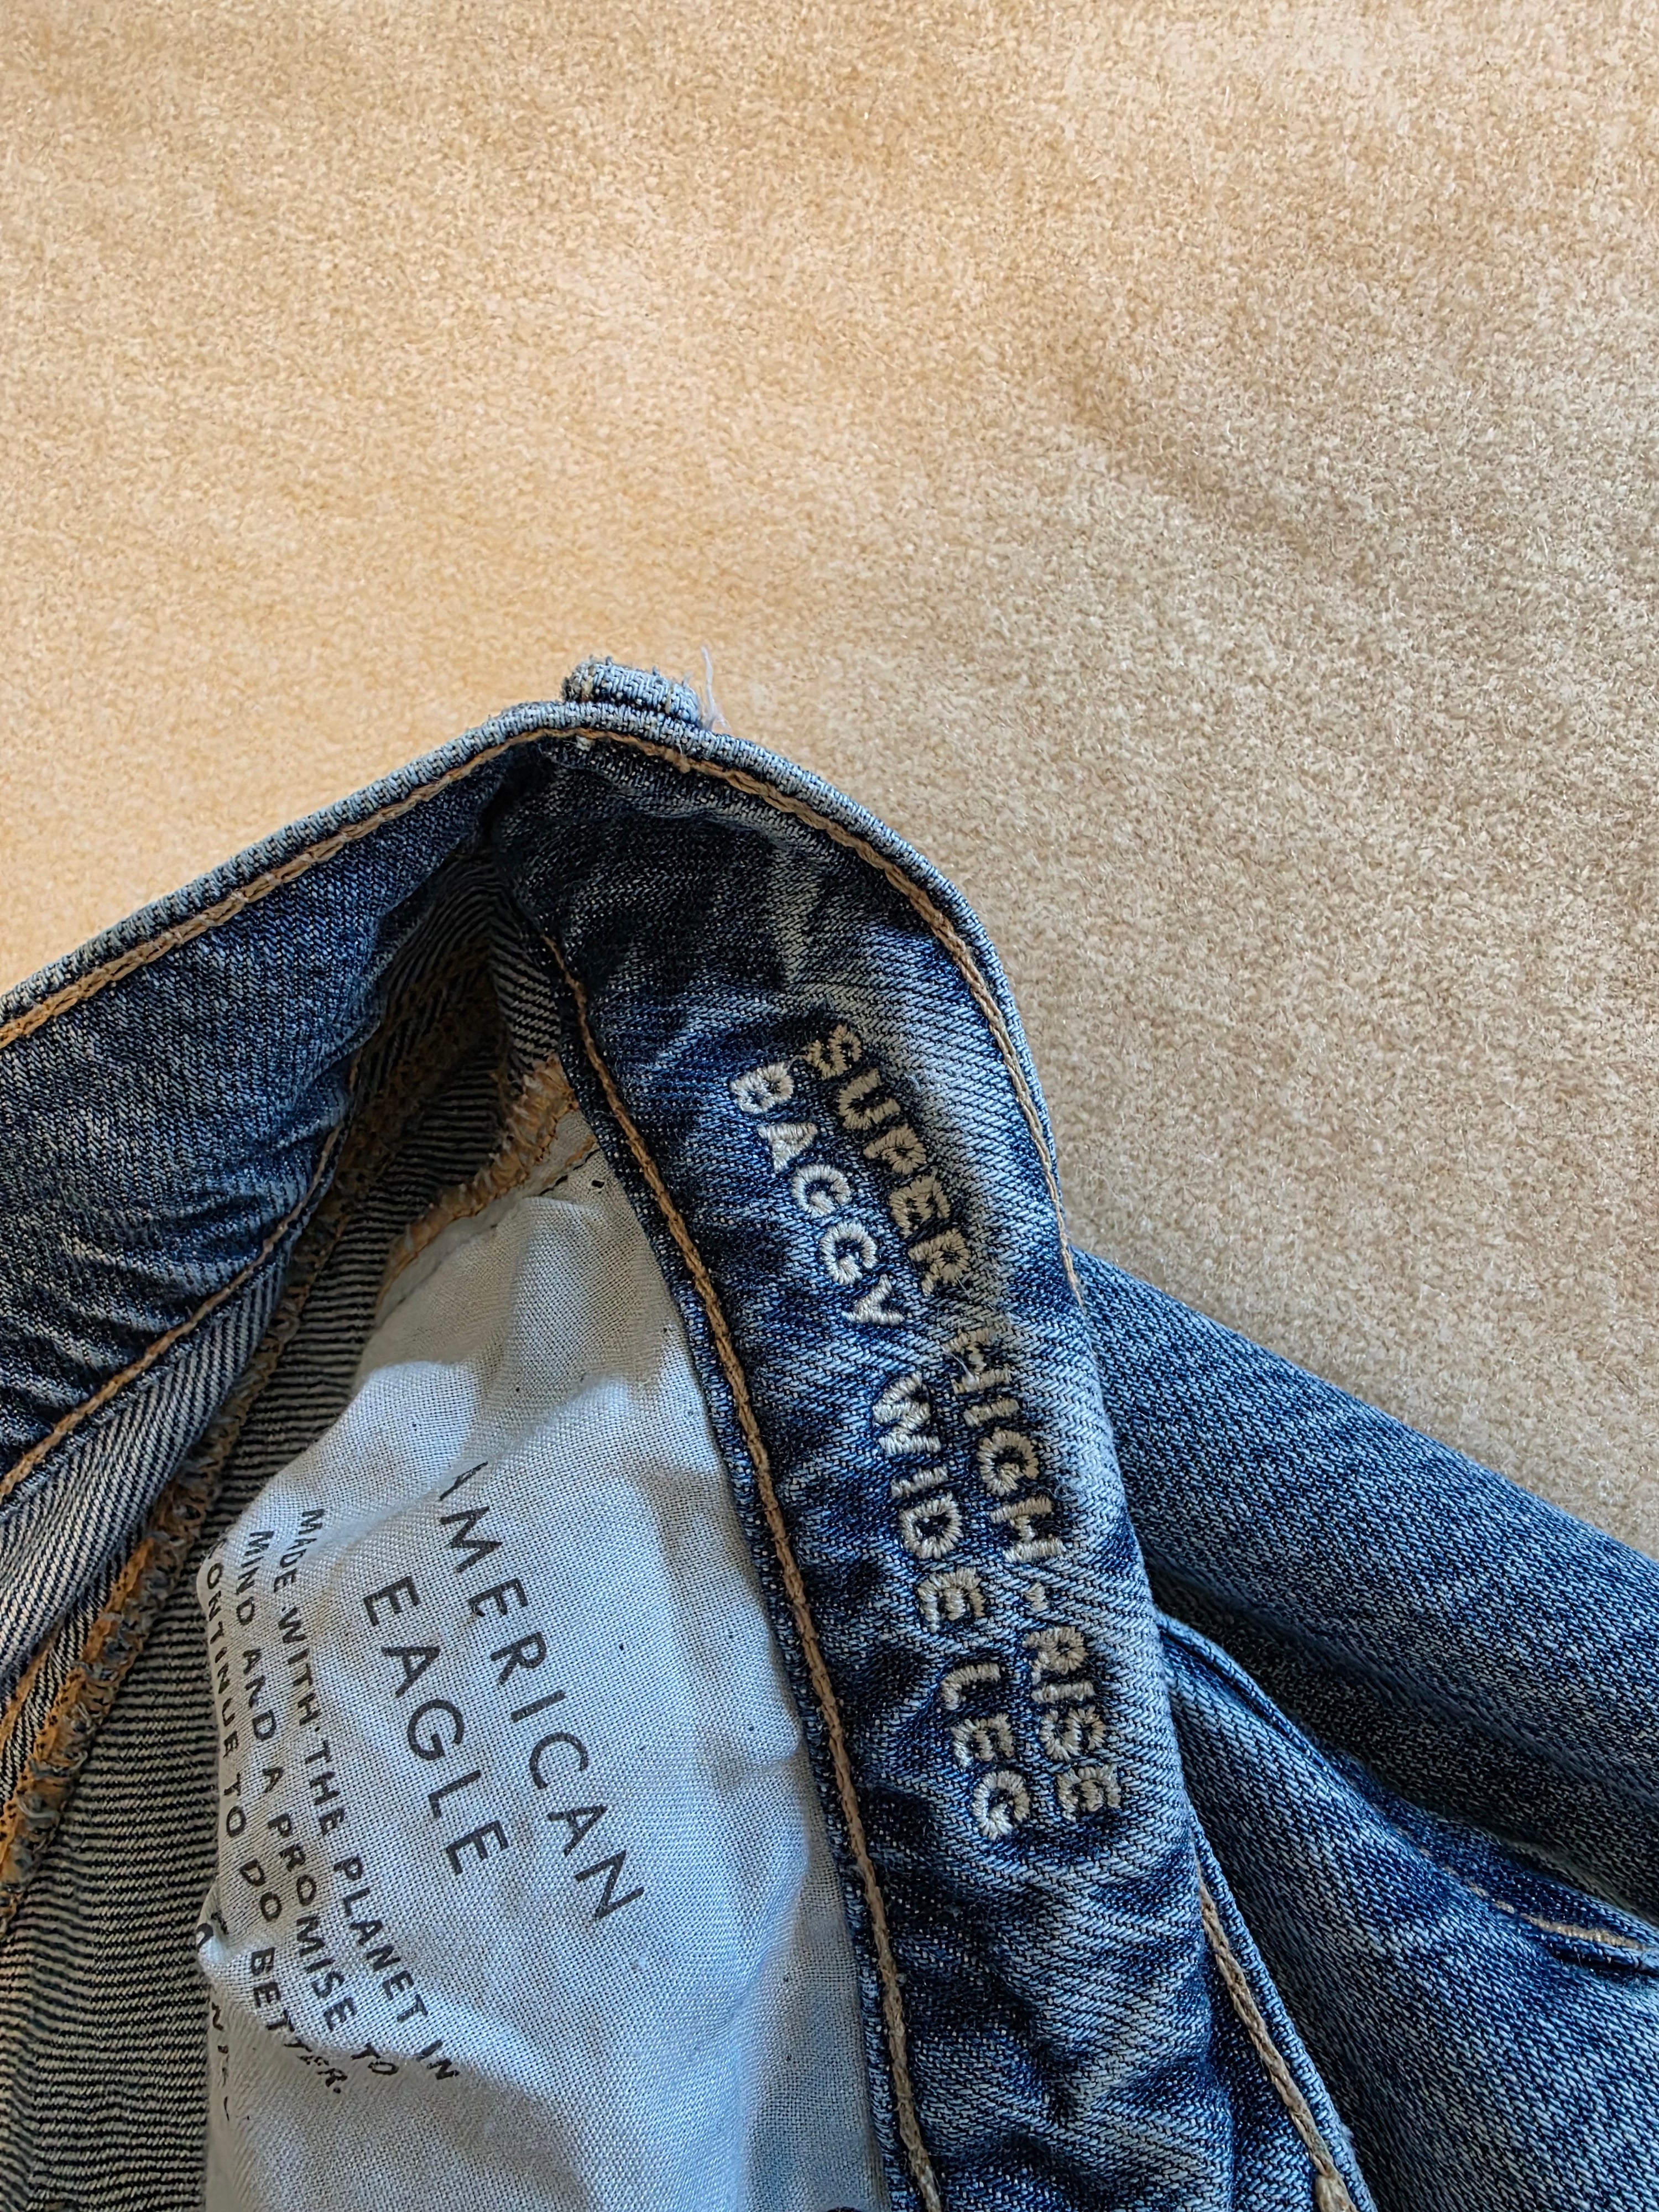 SUPER HIGH-RISE
BAGGY WIDE LEG
AMERICAN
EAGLE
MADE WITH THE PLANET IN
MIND AND A PROMISE TO
CONTINUE TO DO BETTER.